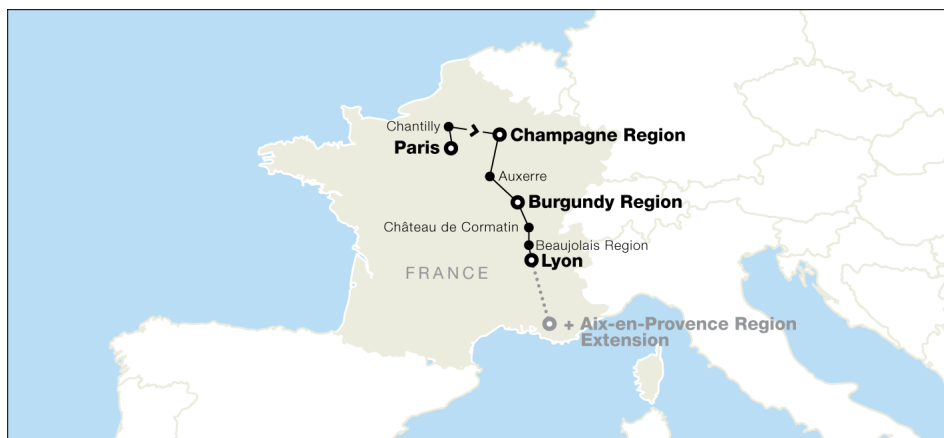 Chantilly
Champagne Region
Paris
Auxerre
Burgundy Region
Château de Cormatin
Beaujolais Region
Lyon
FRANCE
+ Aix-en-Provence Region
Extension